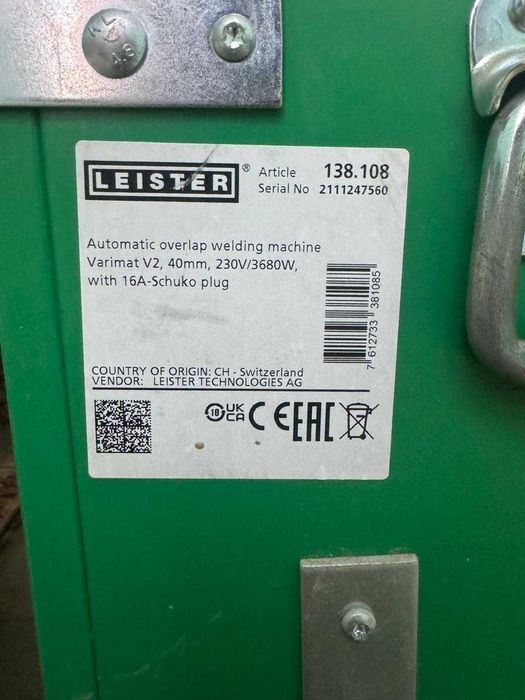 LEISTER®
Article 138.108
Serial No 2111247560
Automatic overlap welding machine
Varimat V2, 40mm, 230V/3680W,
with 16A-Schuko plug
7 612733 381085
COUNTRY OF ORIGIN: CH - Switzerland
VENDOR: LEISTER TECHNOLOGIES AG
10 UK CA CE EAC